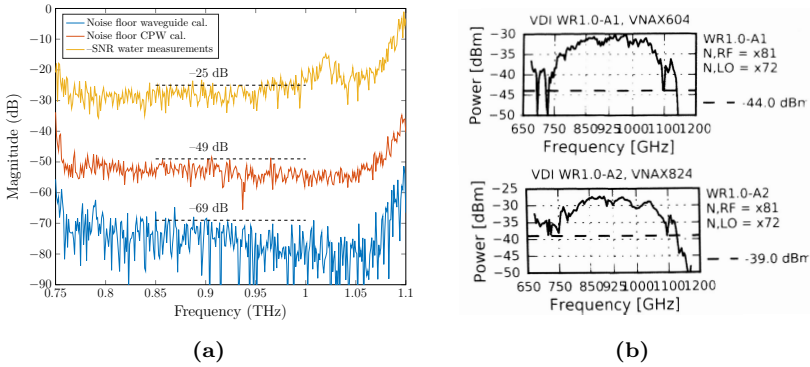 Noise floor waveguide cal.
Noise floor CPW cal.
–SNR water measurements
–25 dB
–49 dB
–69 dB
0
−10
−20
−30
−40
−50
−60
−70
−80
−90
Magnitude (dB)
0.75 0.8 0.85 0.9 0.95 1 1.05 1.1
Frequency (THz)
(a)
VDI WR1.0-A1, VNAX604
−30
−35
−40
−45
−50
Power [dBm]
650 750 850 925 1000 1100 1200
Frequency [GHz]
WR1.0-A1
N,RF = x81
N,LO = x72
-44.0 dBm
VDI WR1.0-A2, VNAX824
−25
−30
−35
−40
−45
−50
Power [dBm]
650 750 850 925 1000 1100 1200
Frequency [GHz]
WR1.0-A2
N,RF = x81
N,LO = x72
-39.0 dBm
(b)